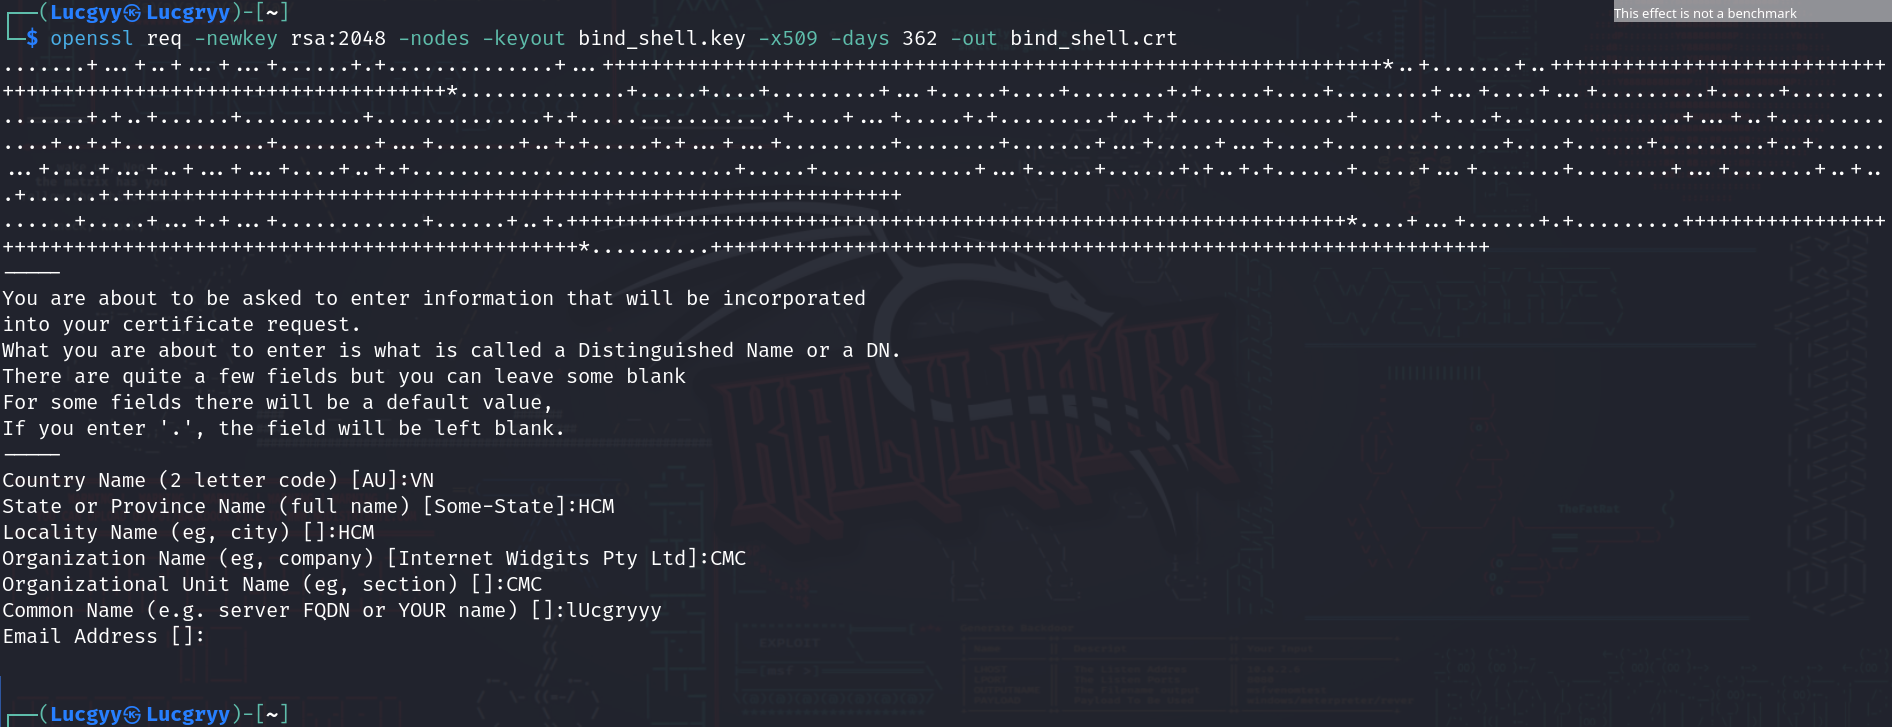 ┌──(Lucgyy㉿Lucgryy)-[~]
This effect is not a benchmark
└─$ openssl req -newkey rsa:2048 -nodes -keyout bind_shell.key -x509 -days 362 -out bind_shell.crt
-----
You are about to be asked to enter information that will be incorporated
into your certificate request.
What you are about to enter is what is called a Distinguished Name or a DN.
There are quite a few fields but you can leave some blank
For some fields there will be a default value,
If you enter '.', the field will be left blank.
-----
Country Name (2 letter code) [AU]:VN
State or Province Name (full name) [Some-State]:HCM
Locality Name (eg, city) []:HCM
Organization Name (eg, company) [Internet Widgits Pty Ltd]:CMC
Organizational Unit Name (eg, section) []:CMC
Common Name (e.g. server FQDN or YOUR name) []:lUcgryyy
Email Address []:
┌──(Lucgyy㉿Lucgryy)-[~]
KALI LINUX